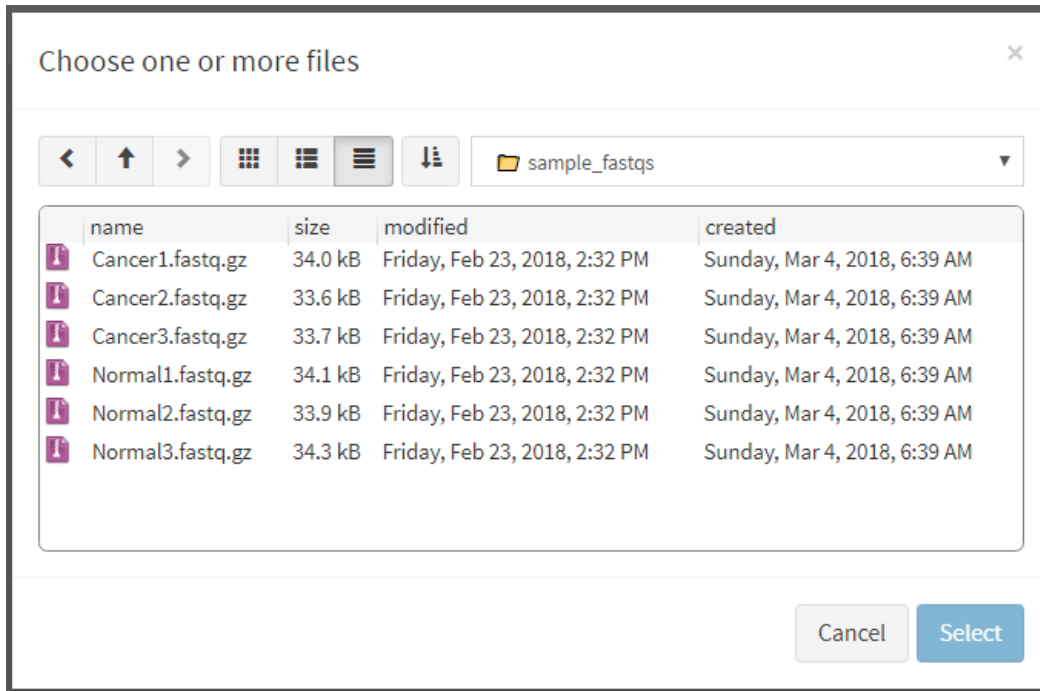 Choose one or more files
sample_fastqs
name size modified created
Cancer1.fastq.gz 34.0 kB Friday, Feb 23, 2018, 2:32 PM Sunday, Mar 4, 2018, 6:39 AM
Cancer2.fastq.gz 33.6 kB Friday, Feb 23, 2018, 2:32 PM Sunday, Mar 4, 2018, 6:39 AM
Cancer3.fastq.gz 33.7 kB Friday, Feb 23, 2018, 2:32 PM Sunday, Mar 4, 2018, 6:39 AM
Normal1.fastq.gz 34.1 kB Friday, Feb 23, 2018, 2:32 PM Sunday, Mar 4, 2018, 6:39 AM
Normal2.fastq.gz 33.9 kB Friday, Feb 23, 2018, 2:32 PM Sunday, Mar 4, 2018, 6:39 AM
Normal3.fastq.gz 34.3 kB Friday, Feb 23, 2018, 2:32 PM Sunday, Mar 4, 2018, 6:39 AM
Cancel Select